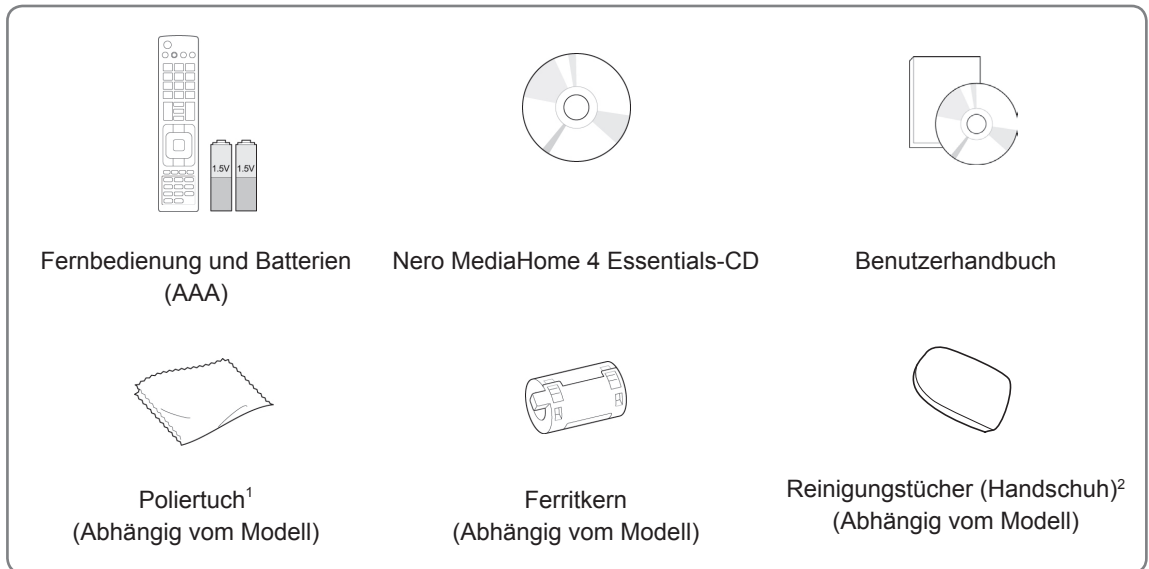 1.5V 1.5V
Fernbedienung und Batterien
(AAA)
Nero MediaHome 4 Essentials-CD
Benutzerhandbuch
Poliertuch¹
(Abhängig vom Modell)
Ferritkern
(Abhängig vom Modell)
Reinigungstücher (Handschuh)²
(Abhängig vom Modell)